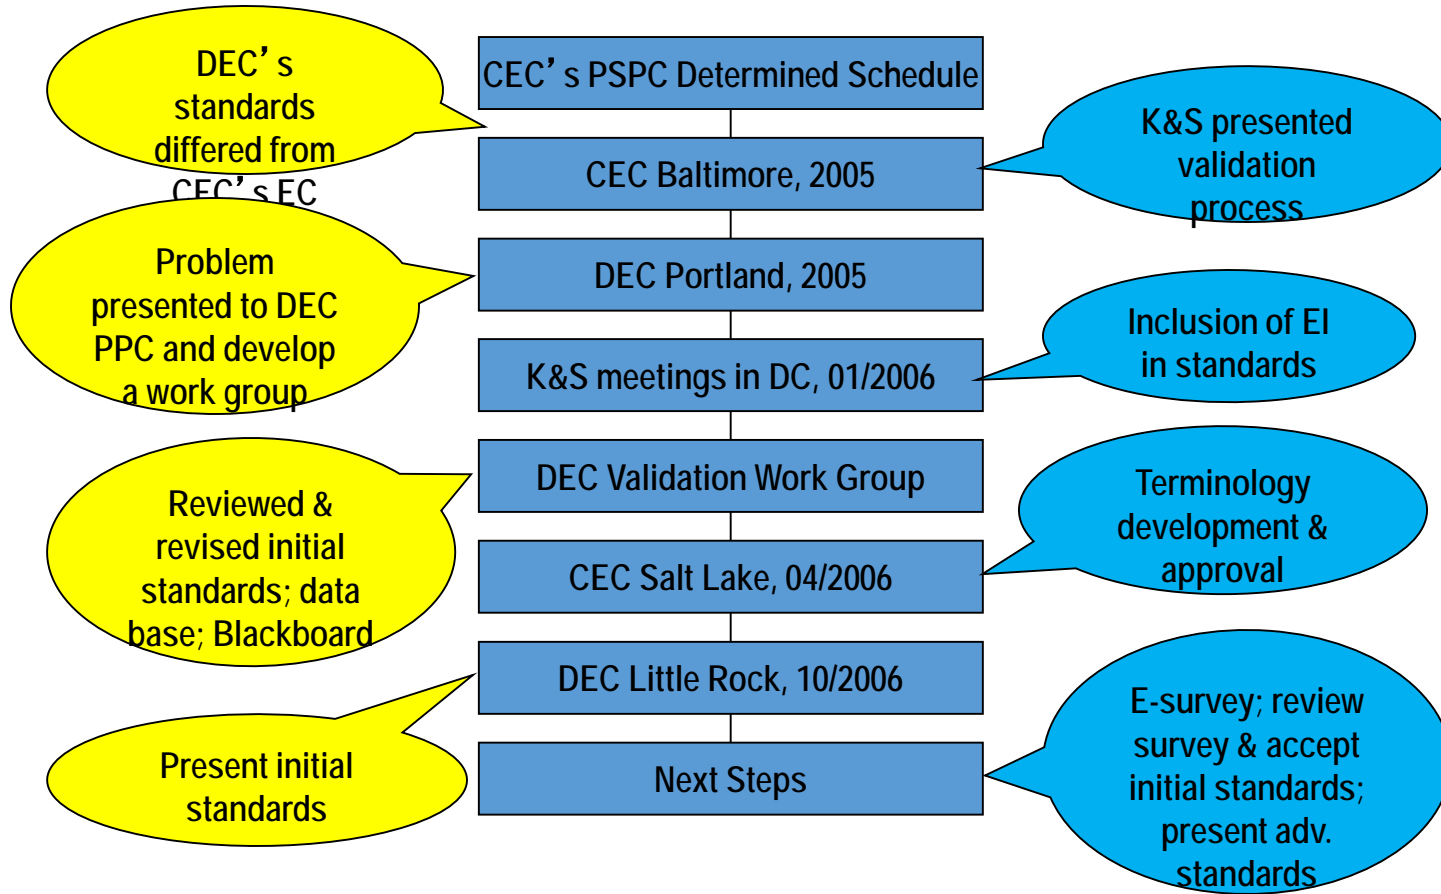 DEC’s
standards
differed from
CEC’s EC
CEC’s PSPC Determined Schedule
K&S presented
validation
process
CEC Baltimore, 2005
Problem
presented to DEC
PPC and develop
a work group
DEC Portland, 2005
Inclusion of EI
in standards
K&S meetings in DC, 01/2006
Reviewed &
revised initial
standards; data
base; Blackboard
DEC Validation Work Group
Terminology
development &
approval
CEC Salt Lake, 04/2006
DEC Little Rock, 10/2006
Present initial
standards
E-survey; review
survey & accept
initial standards;
present adv.
standards
Next Steps